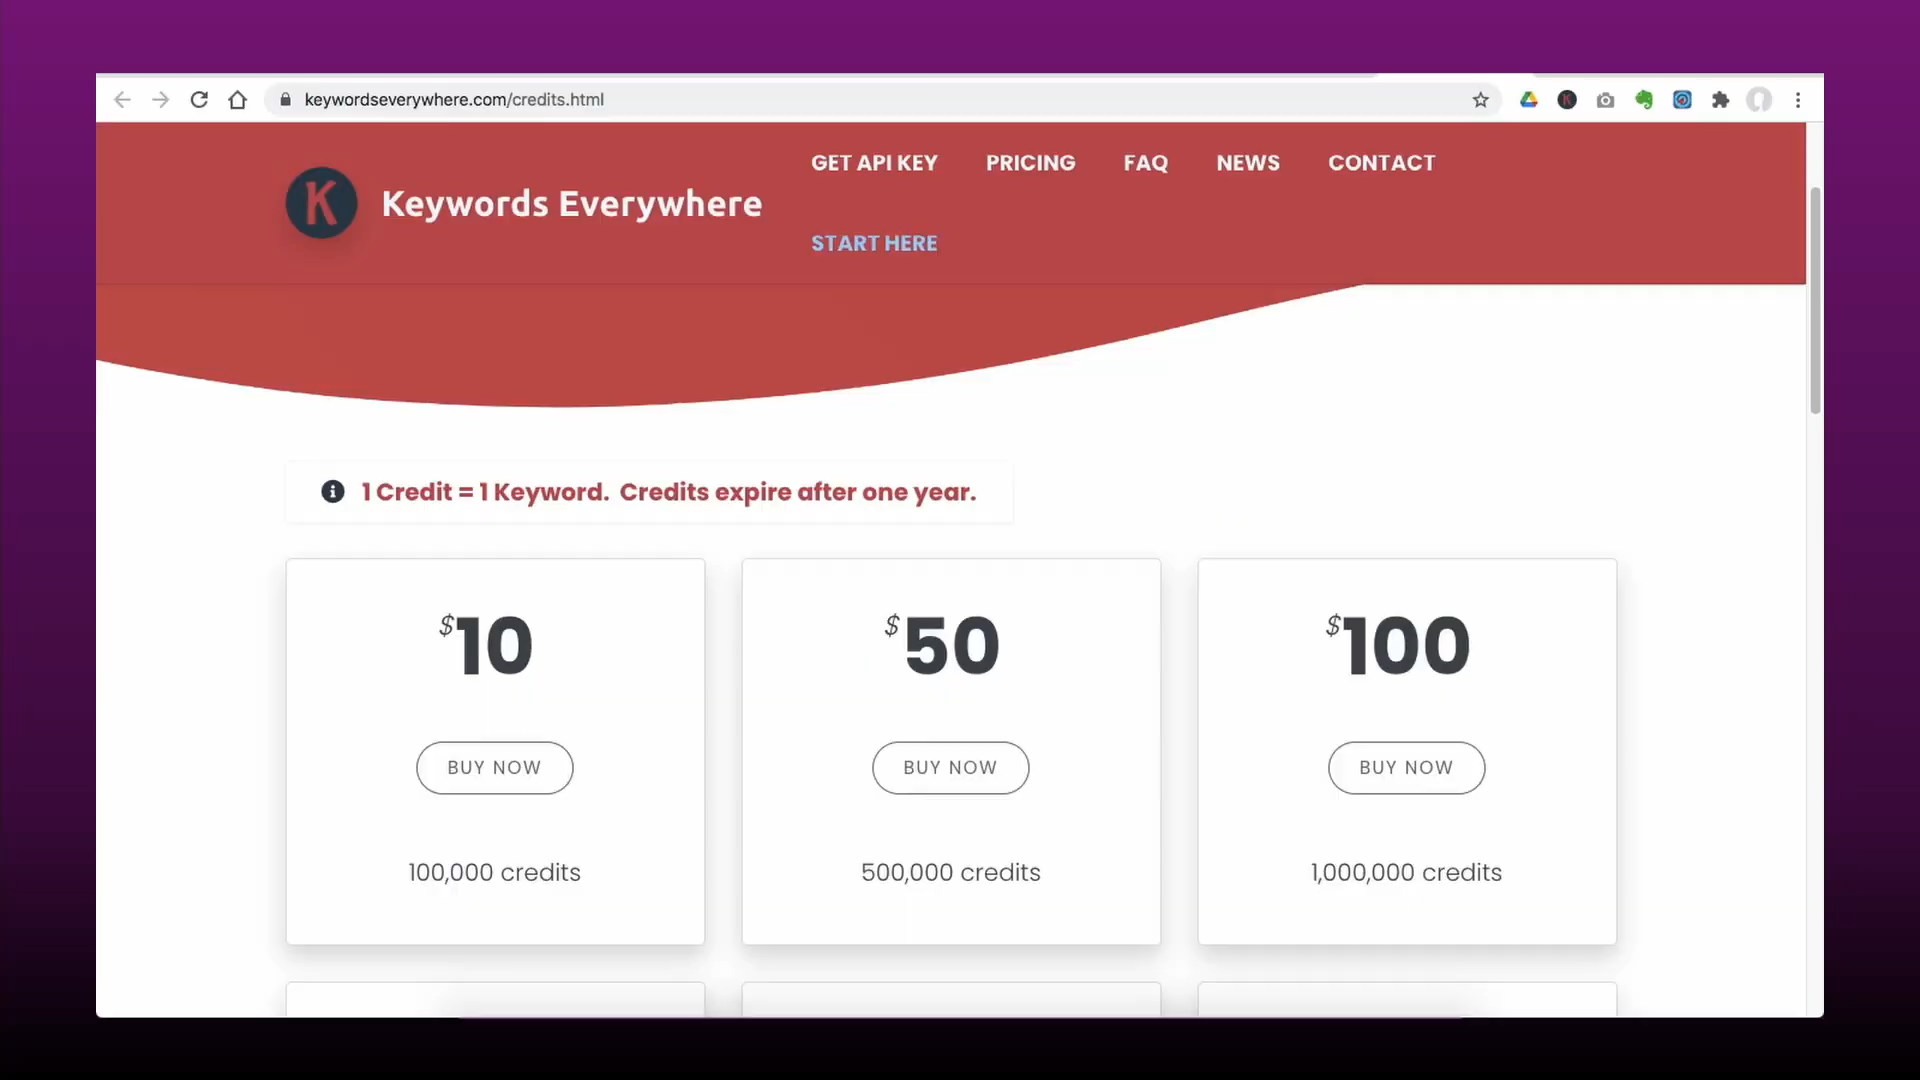 keywordseverywhere.com/credits.html
K
Keywords Everywhere
GET API KEY PRICING FAQ NEWS CONTACT
START HERE
1 Credit = 1 Keyword. Credits expire after one year.
$10 $50 $100
BUY NOW BUY NOW BUY NOW
100,000 credits 500,000 credits 1,000,000 credits